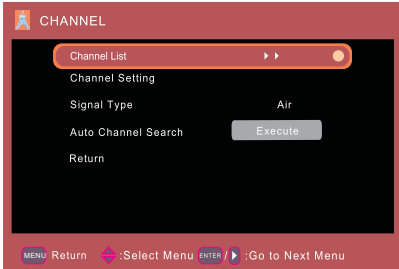 CHANNEL
Channel List
Channel Setting
Signal Type Air
Auto Channel Search Execute
Return
MENU Return :Select Menu ENTER / :Go to Next Menu